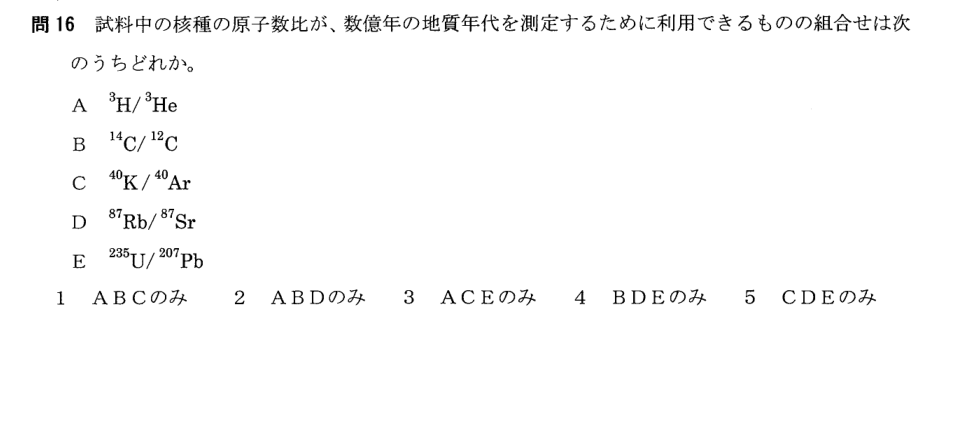 問 16 試料中の核種の原子数比が、数億年の地質年代を測定するために利用できるものの組合せは次
のうちどれか。
A ³H/ ³He
B ¹⁴C/ ¹²C
C ⁴⁰K/ ⁴⁰Ar
D ⁸⁷Rb/ ⁸⁷Sr
E ²³⁵U/ ²⁰⁷Pb
1 ＡＢＣのみ 2 ＡＢＤのみ 3 ＡＣＥのみ 4 ＢＤＥのみ 5 ＣＤＥのみ